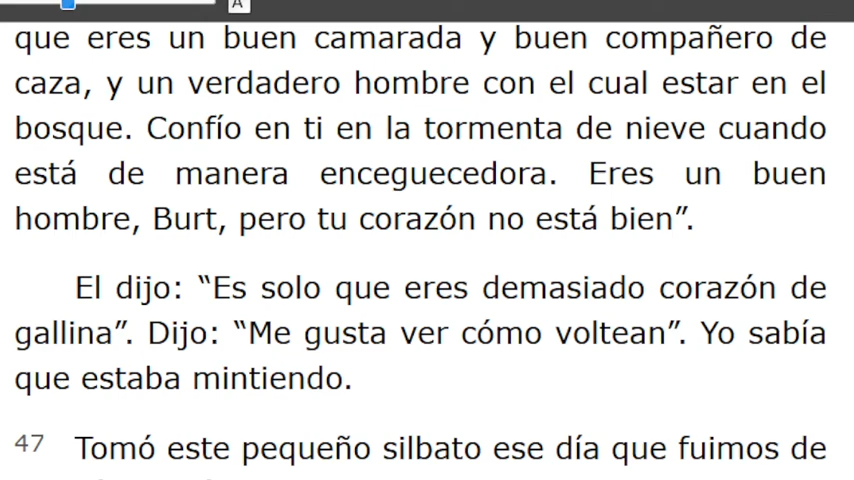 A
que eres un buen camarada y buen compañero de
caza, y un verdadero hombre con el cual estar en el
bosque. Confío en ti en la tormenta de nieve cuando
está de manera enceguecedora. Eres un buen
hombre, Burt, pero tu corazón no está bien”.
El dijo: “Es solo que eres demasiado corazón de
gallina”. Dijo: “Me gusta ver cómo voltean”. Yo sabía
que estaba mintiendo.
47 Tomó este pequeño silbato ese día que fuimos de